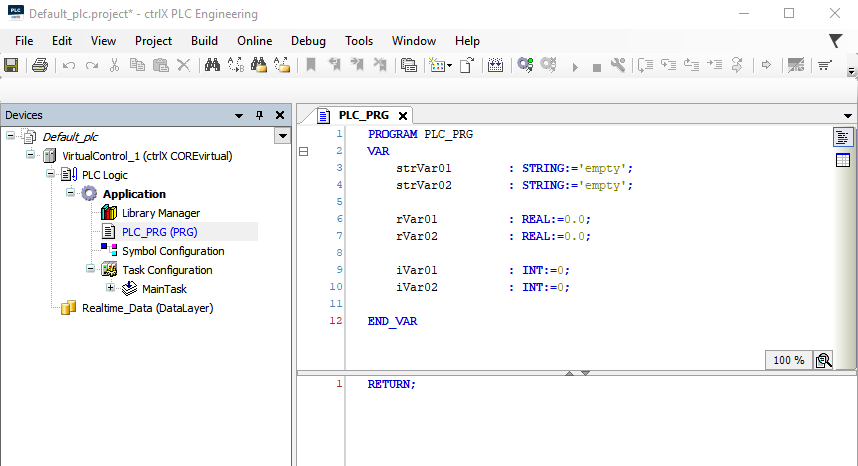 Default_plc.project* - ctrlX PLC Engineering
File Edit View Project Build Online Debug Tools Window Help
Devices
Default_plc
VirtualControl_1 (ctrlX COREvirtual)
PLC Logic
Application
Library Manager
PLC_PRG (PRG)
Symbol Configuration
Task Configuration
MainTask
Realtime_Data (DataLayer)
PLC_PRG
1 PROGRAM PLC_PRG
2 VAR
3 strVar01 : STRING:='empty';
4 strVar02 : STRING:='empty';
5
6 rVar01 : REAL:=0.0;
7 rVar02 : REAL:=0.0;
8
9 iVar01 : INT:=0;
10 iVar02 : INT:=0;
11
12 END_VAR
100 %
1 RETURN;